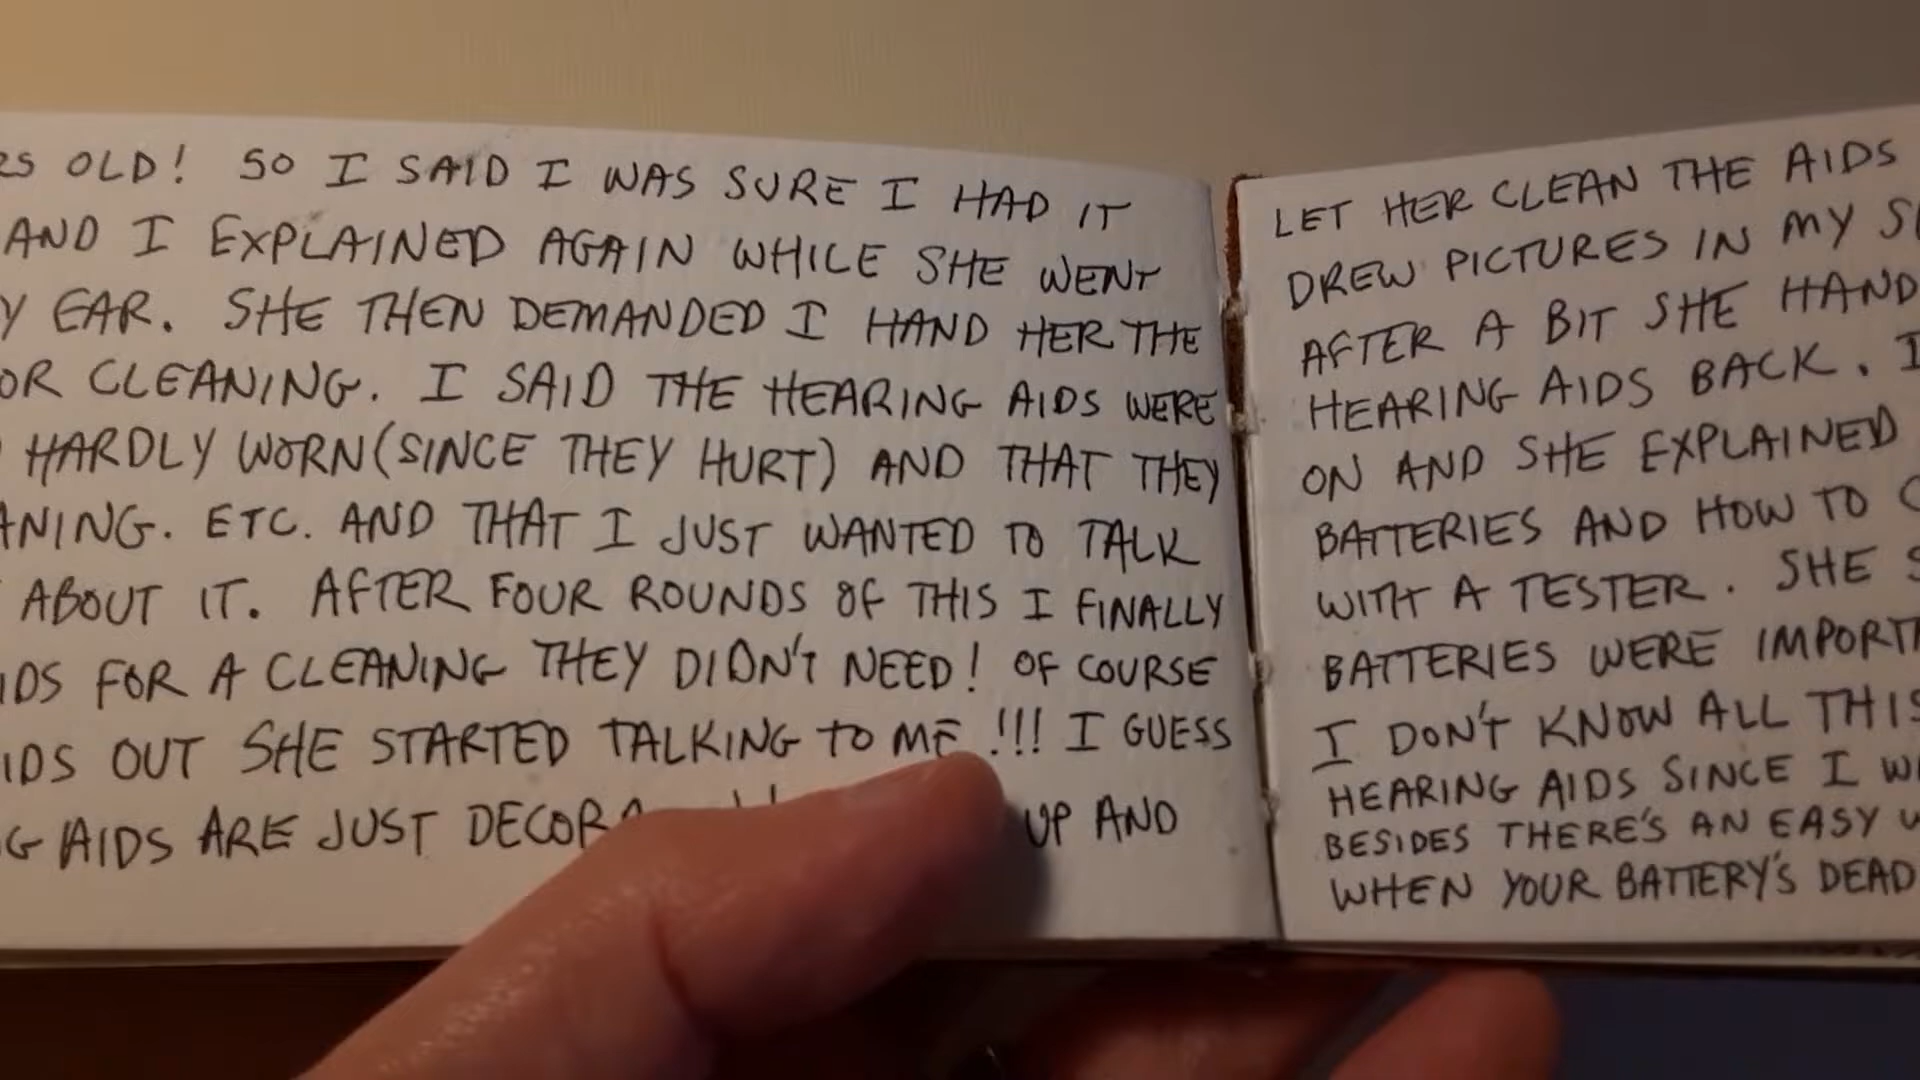 OLD! SO I SAID I WAS SURE I HAD IT
AND I EXPLAINED AGAIN WHILE SHE WENT
EAR. SHE THEN DEMANDED I HAND HER THE
OR CLEANING. I SAID THE HEARING AIDS WERE
HARDLY WORN (SINCE THEY HURT) AND THAT THEY
ANING. ETC. AND THAT I JUST WANTED TO TALK
ABOUT IT. AFTER FOUR ROUNDS OF THIS I FINALLY
IDS FOR A CLEANING THEY DIDN'T NEED! OF COURSE
IDS OUT SHE STARTED TALKING TO ME !!! I GUESS
G AIDS ARE JUST DECORA UP AND
LET HER CLEAN THE AIDS
DREW PICTURES IN MY
AFTER A BIT SHE HAND
HEARING AIDS BACK. I
ON AND SHE EXPLAINED
BATTERIES AND HOW TO
WITH A TESTER. SHE S
BATTERIES WERE IMPORT
I DON'T KNOW ALL THIS
HEARING AIDS SINCE I W
BESIDES THERE'S AN EASY W
WHEN YOUR BATTERY'S DEAD